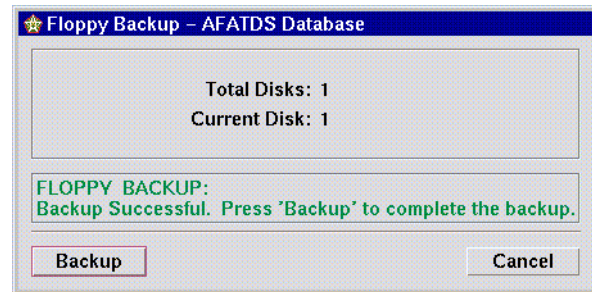 Floppy Backup – AFATDS Database
Total Disks: 1
Current Disk: 1
FLOPPY BACKUP:
Backup Successful. Press 'Backup' to complete the backup.
Backup
Cancel